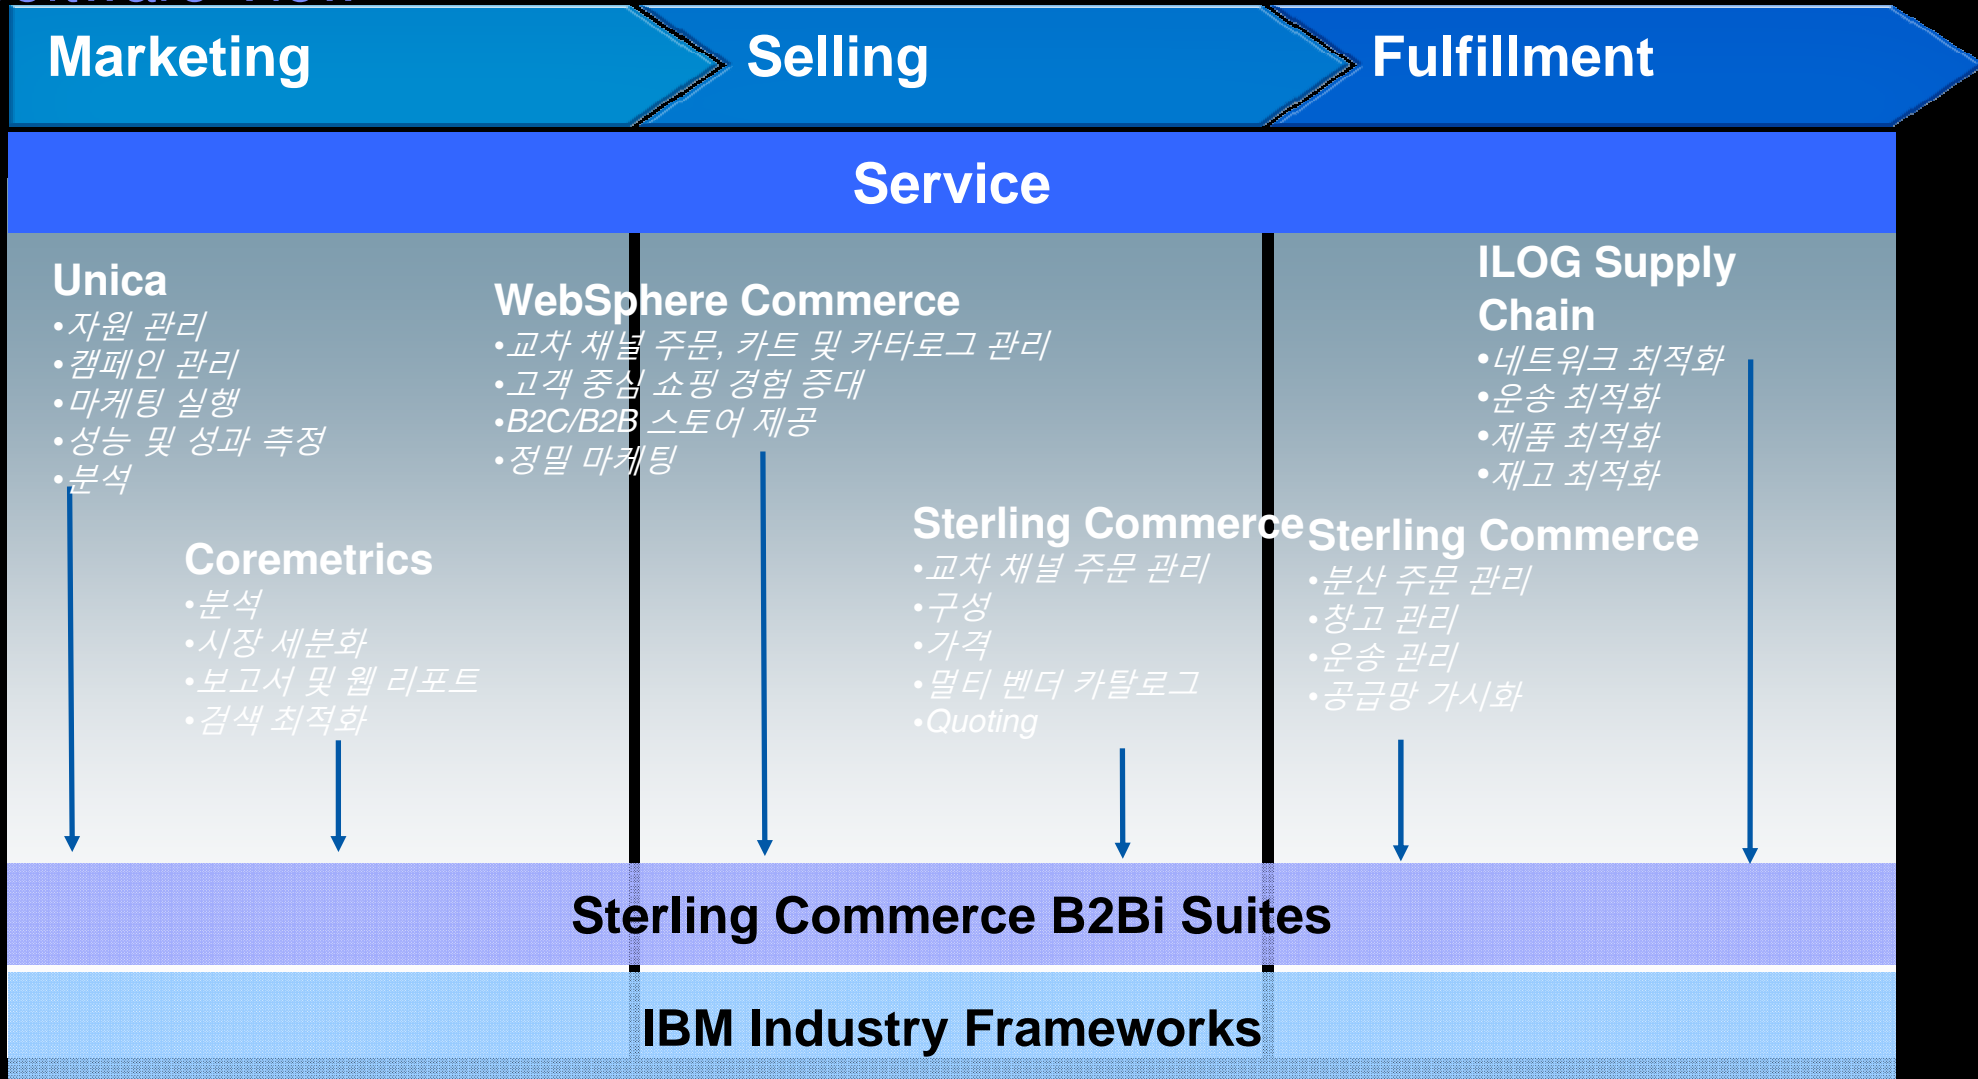 Marketing
Selling
Fulfillment
Service
Unica
•자원 관리
•캠페인 관리
•마케팅 실행
•성능 및 성과 측정
•분석
Coremetrics
•분석
•시장 세분화
•보고서 및 웹 리포트
•검색 최적화
WebSphere Commerce
•교차 채널 주문, 카트 및 카타로그 관리
•고객 중심 쇼핑 경험 증대
•B2C/B2B 스토어 제공
•정밀 마케팅
Sterling Commerce
•교차 채널 주문 관리
•구성
•가격
•멀티 벤더 카탈로그
•Quoting
ILOG Supply
Chain
•네트워크 최적화
•운송 최적화
•제품 최적화
•재고 최적화
Sterling Commerce
•분산 주문 관리
•창고 관리
•운송 관리
•공급망 가시화
Sterling Commerce B2Bi Suites
IBM Industry Frameworks